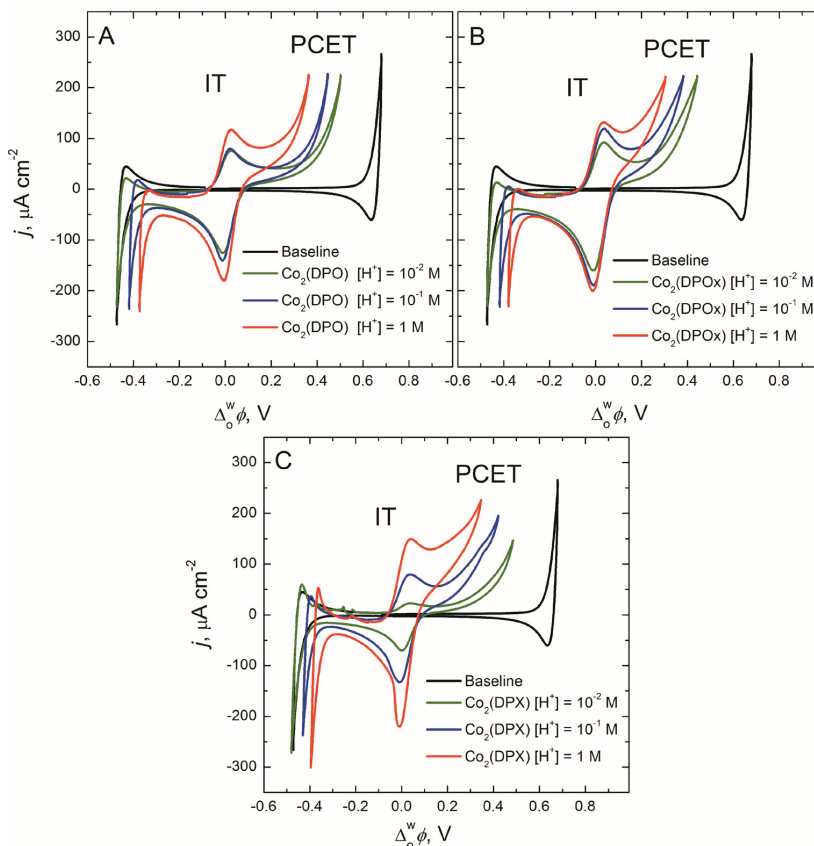 A
PCET
IT
300
200
100
0
-100
-200
-300
j, μA cm⁻²
Baseline
Co₂(DPO) [H⁺] = 10⁻² M
Co₂(DPO) [H⁺] = 10⁻¹ M
Co₂(DPO) [H⁺] = 1 M
-0.6 -0.4 -0.2 0.0 0.2 0.4 0.6 0.8
Δₒʷϕ, V
B
PCET
IT
Baseline
Co₂(DPOx) [H⁺] = 10⁻² M
Co₂(DPOx) [H⁺] = 10⁻¹ M
Co₂(DPOx) [H⁺] = 1 M
-0.6 -0.4 -0.2 0.0 0.2 0.4 0.6 0.8
Δₒʷϕ, V
C
PCET
IT
300
200
100
0
-100
-200
-300
j, μA cm⁻²
Baseline
Co₂(DPX) [H⁺] = 10⁻² M
Co₂(DPX) [H⁺] = 10⁻¹ M
Co₂(DPX) [H⁺] = 1 M
-0.6 -0.4 -0.2 0.0 0.2 0.4 0.6 0.8
Δₒʷϕ, V